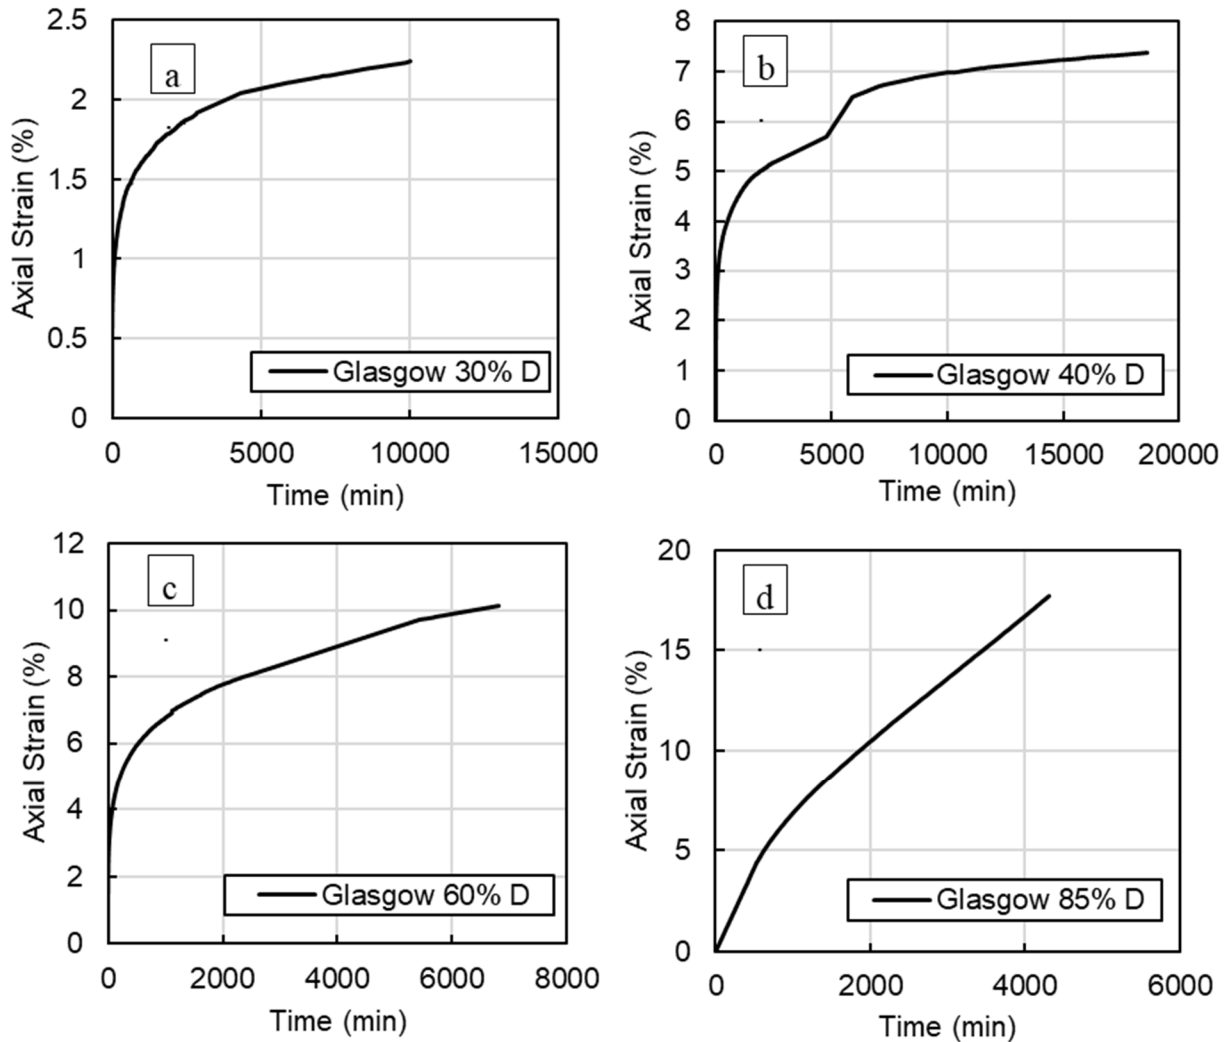 2.5
2
1.5
1
0.5
0
Axial Strain (%)
a
Glasgow 30% D
0 5000 10000 15000
Time (min)
8
7
6
5
4
3
2
1
0
Axial Strain (%)
b
Glasgow 40% D
0 5000 10000 15000 20000
Time (min)
12
10
8
6
4
2
0
Axial Strain (%)
c
Glasgow 60% D
0 2000 4000 6000 8000
Time (min)
20
15
10
5
0
Axial Strain (%)
d
Glasgow 85% D
0 2000 4000 6000
Time (min)